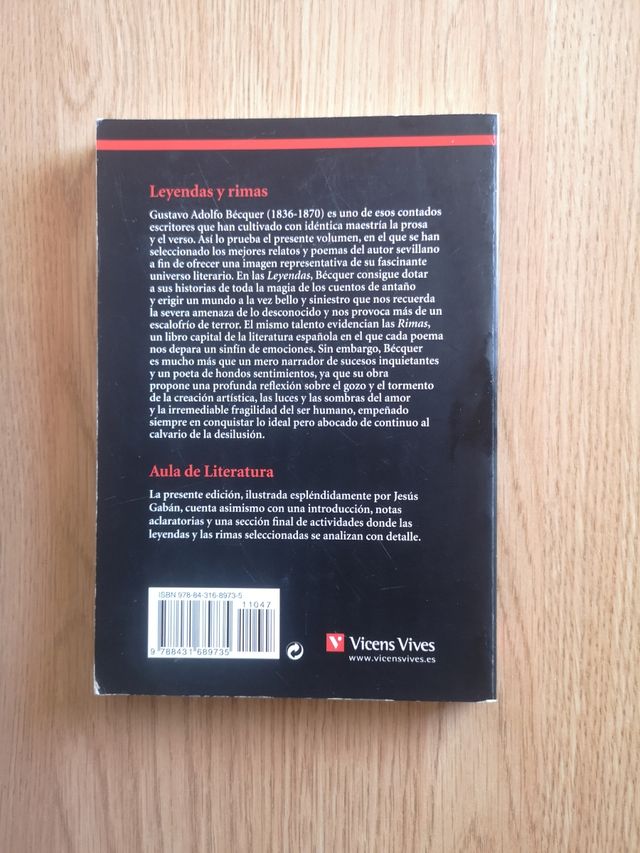 Leyendas y rimas
Gustavo Adolfo Bécquer (1836-1870) es uno de esos contados
escritores que han cultivado con idéntica maestría la prosa
y el verso. Así lo prueba el presente volumen, en el que se han
seleccionado los mejores relatos y poemas del autor sevillano
a fin de ofrecer una imagen representativa de su fascinante
universo literario. En las Leyendas, Bécquer consigue dotar
a sus historias de toda la magia de los cuentos de antaño
y erigir un mundo a la vez bello y siniestro que nos recuerda
la severa amenaza de lo desconocido y nos provoca más de un
escalofrío de terror. El mismo talento evidencian las Rimas,
un libro capital de la literatura española en el que cada poema
nos depara un sinfín de emociones. Sin embargo, Bécquer
es mucho más que un mero narrador de sucesos inquietantes
y un poeta de hondos sentimientos, ya que su obra
propone una profunda reflexión sobre el gozo y el tormento
de la creación artística, las luces y las sombras del amor
y la irremediable fragilidad del ser humano, empeñado
siempre en conquistar lo ideal pero abocado de continuo al
calvario de la desilusión.
Aula de Literatura
La presente edición, ilustrada espléndidamente por Jesús
Gabán, cuenta asimismo con una introducción, notas
aclaratorias y una sección final de actividades donde las
leyendas y las rimas seleccionadas se analizan con detalle.
ISBN 978-84-316-8973-5
11047
9 788431 689735
Vicens Vives
www.vicensvives.es